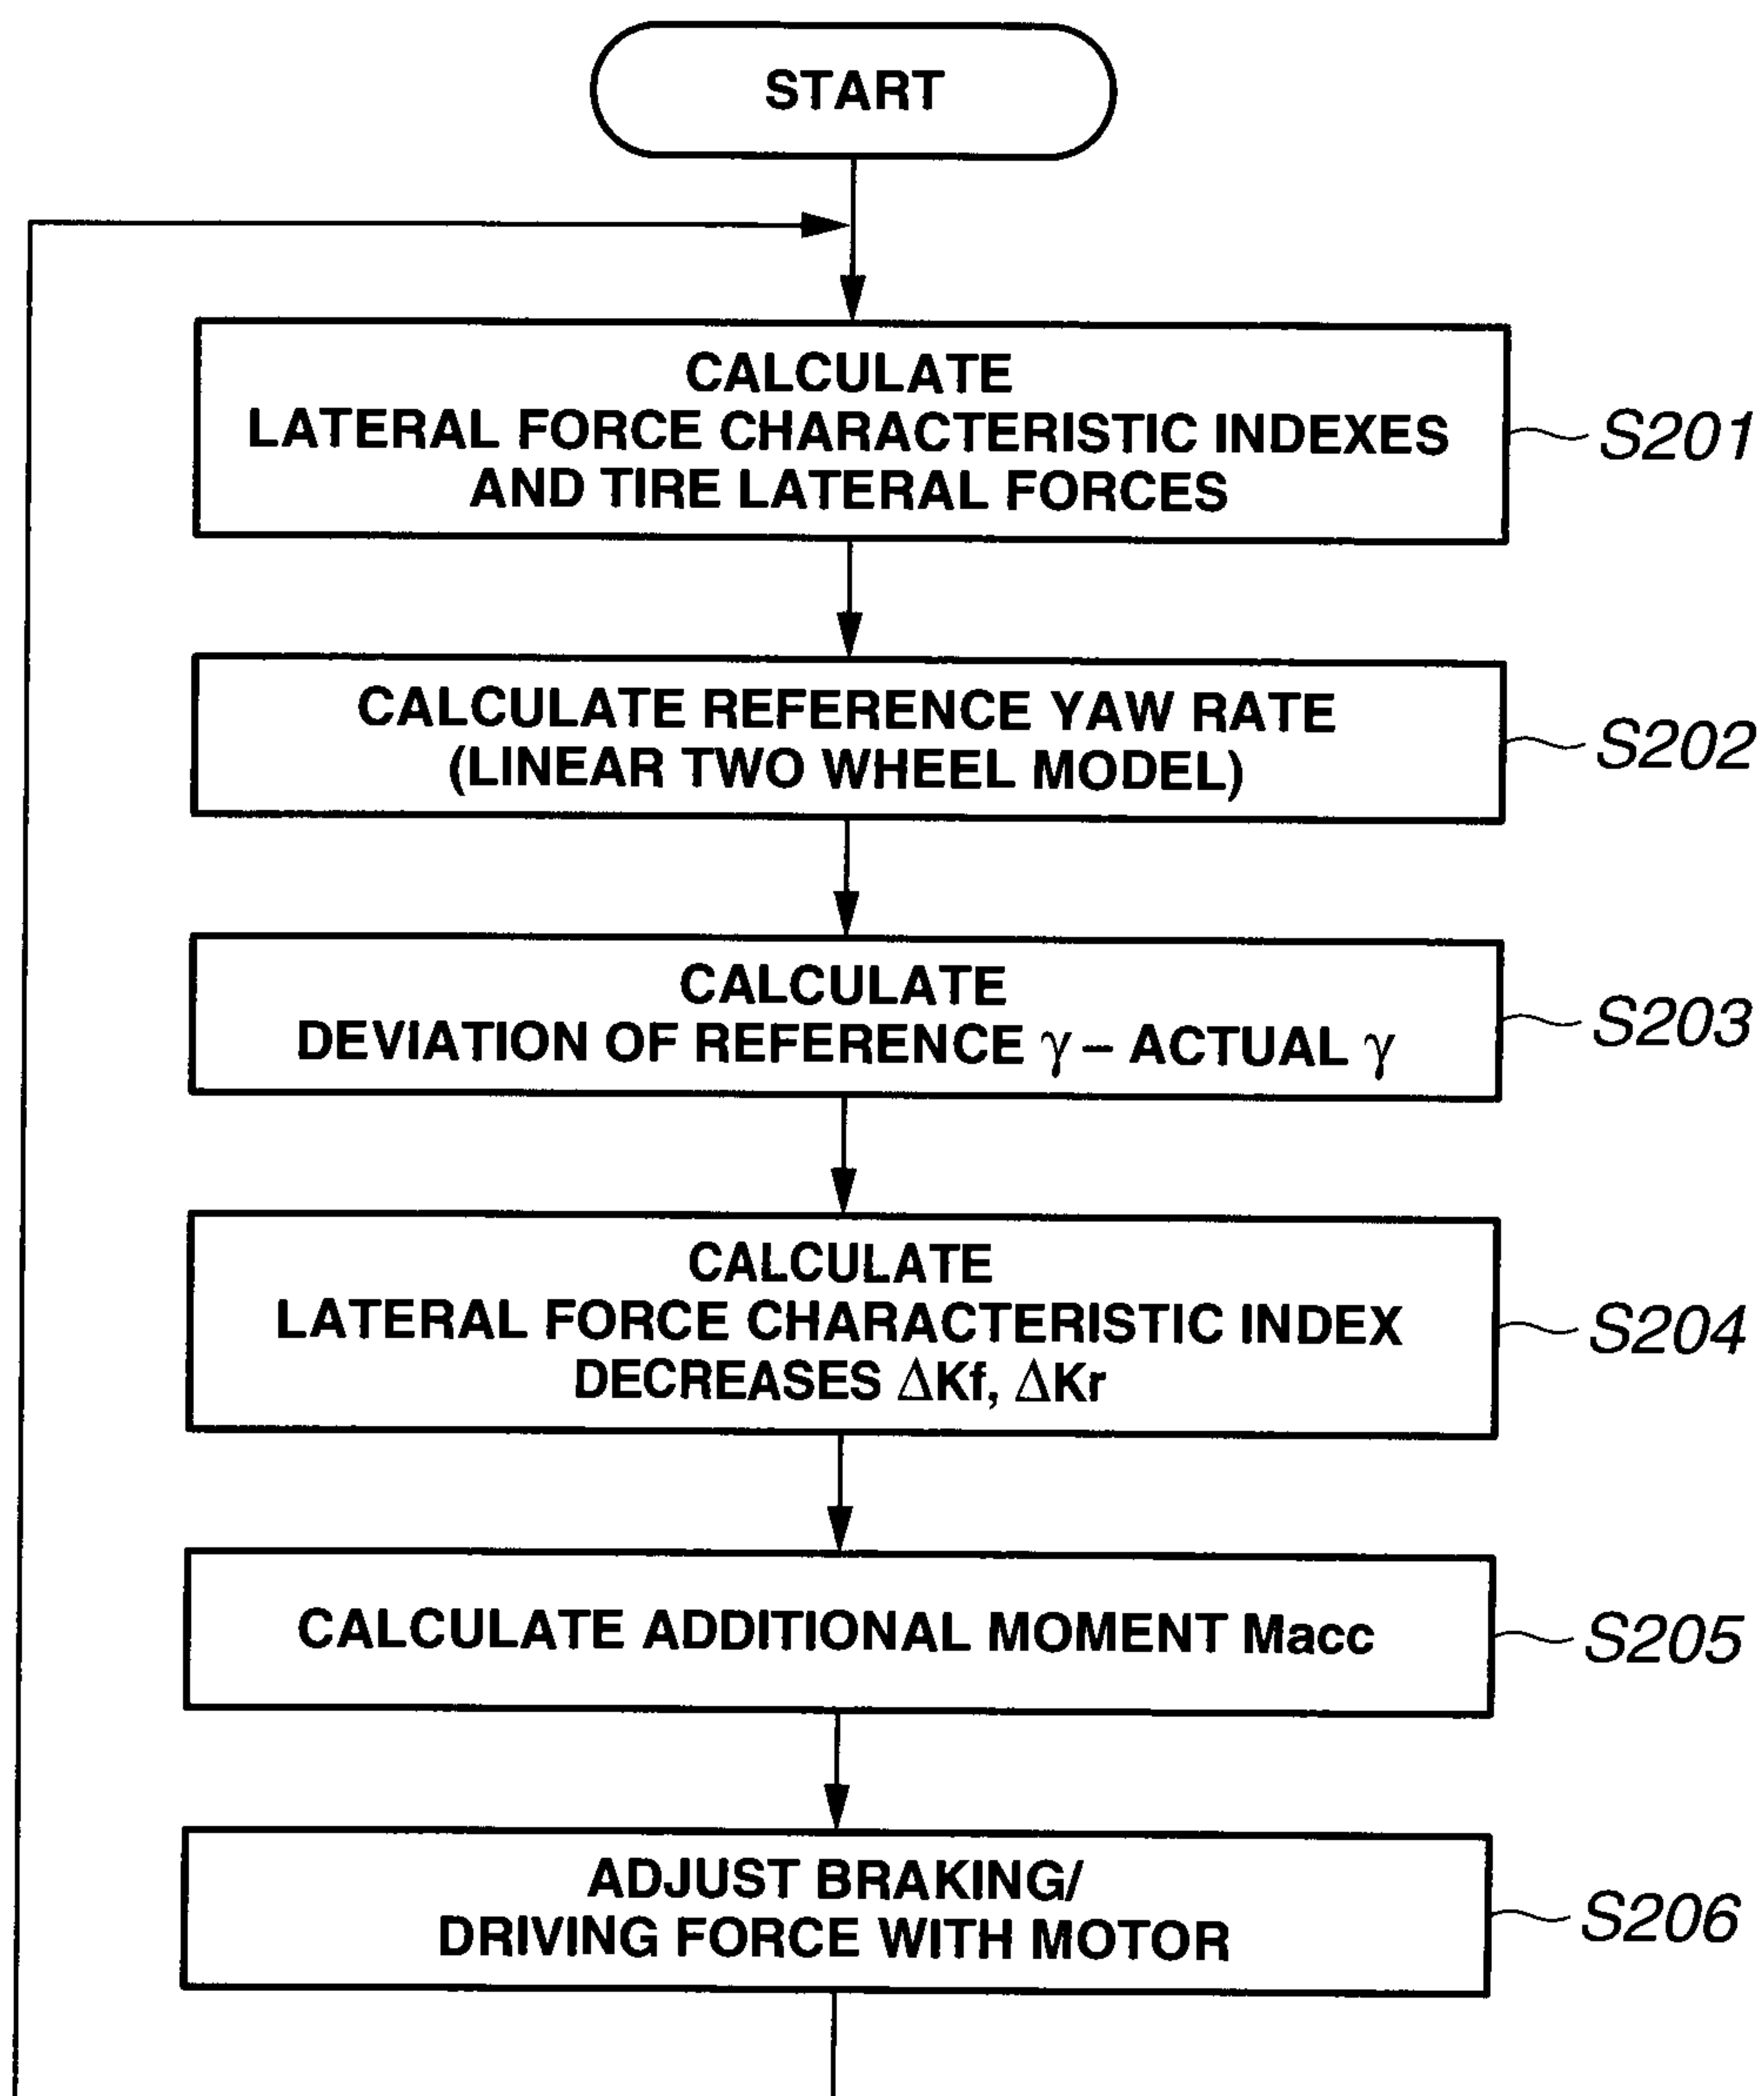 START
CALCULATE
LATERAL FORCE CHARACTERISTIC INDEXES
AND TIRE LATERAL FORCES
S201
CALCULATE REFERENCE YAW RATE
(LINEAR TWO WHEEL MODEL)
S202
CALCULATE
DEVIATION OF REFERENCE γ – ACTUAL γ
S203
CALCULATE
LATERAL FORCE CHARACTERISTIC INDEX
DECREASES ΔKf, ΔKr
S204
CALCULATE ADDITIONAL MOMENT Macc
S205
ADJUST BRAKING/
DRIVING FORCE WITH MOTOR
S206